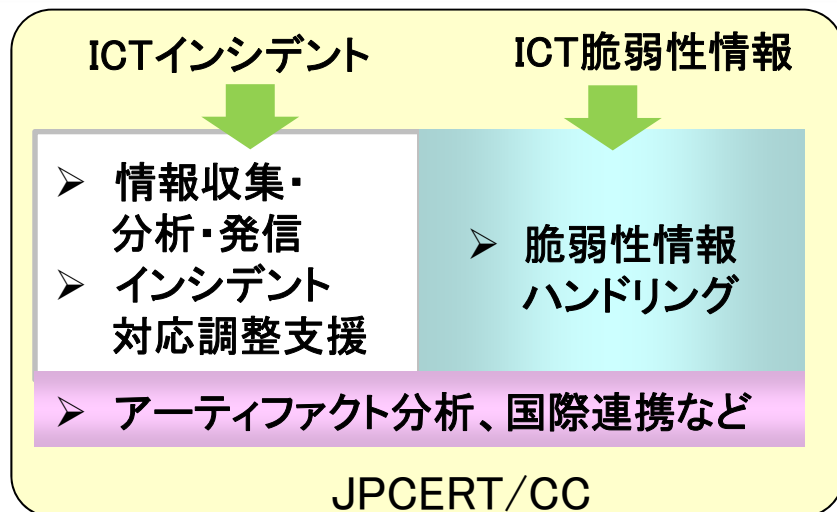 ICTインシデント
ICT脆弱性情報
➢ 情報収集・
分析・発信
➢ インシデント
対応調整支援
➢ 脆弱性情報
ハンドリング
➢ アーティファクト分析、国際連携など
JPCERT/CC